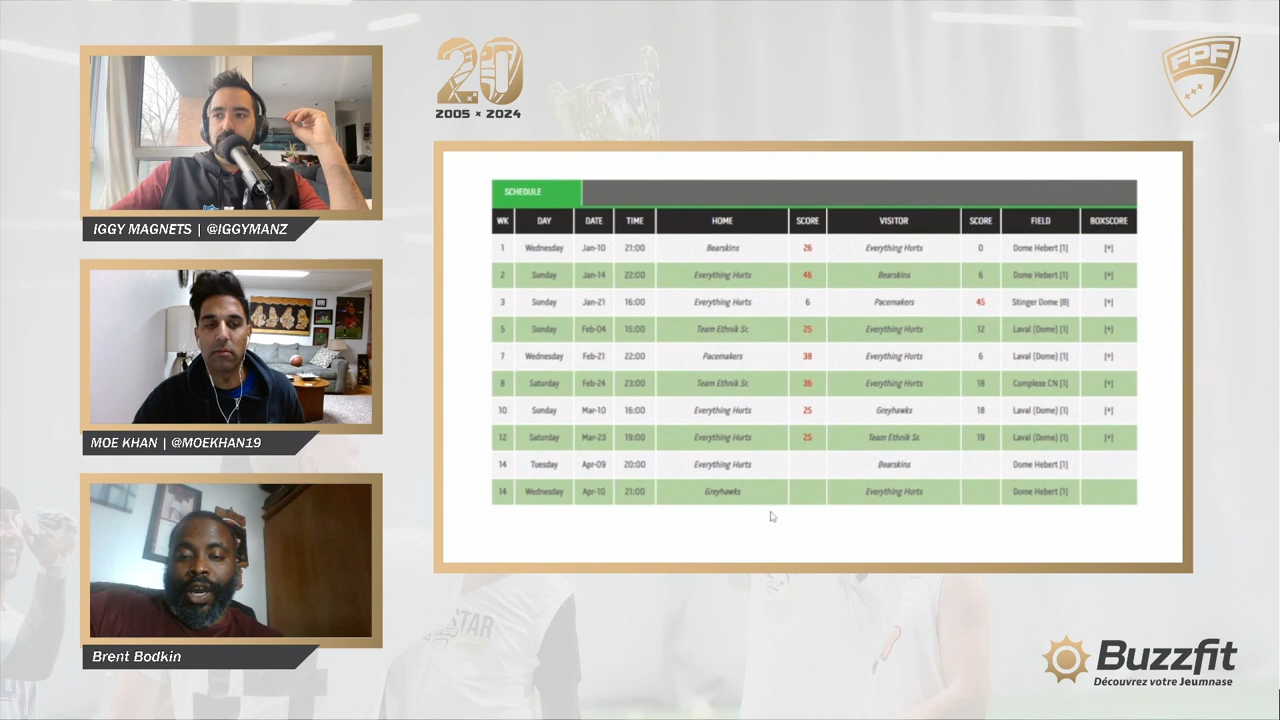 20
2005 × 2024
FPF
IGGY MAGNETS | @IGGYMANZ
MOE KHAN | @MOEKHAN19
Brent Bodkin
SCHEDULE
WK DAY DATE TIME HOME SCORE VISITOR SCORE FIELD BOXSCORE
1 Wednesday Jan-10 21:00 Bearskins 26 Everything Hurts 0 Dome Hebert [1] [+]
2 Sunday Jan-14 22:00 Everything Hurts 46 Bearskins 6 Dome Hebert [1] [+]
3 Sunday Jan-21 16:00 Everything Hurts 6 Pacemakers 45 Stinger Dome [B] [+]
5 Sunday Feb-04 15:00 Team Ethnik Sr. 25 Everything Hurts 12 Laval (Dome) [1] [+]
7 Wednesday Feb-21 22:00 Pacemakers 38 Everything Hurts 6 Laval (Dome) [1] [+]
8 Saturday Feb-24 23:00 Team Ethnik Sr. 36 Everything Hurts 18 Complexe CN [1] [+]
10 Sunday Mar-10 16:00 Everything Hurts 25 Greyhawks 18 Laval (Dome) [1] [+]
12 Saturday Mar-23 19:00 Everything Hurts 25 Team Ethnik Sr. 19 Laval (Dome) [1] [+]
14 Tuesday Apr-09 20:00 Everything Hurts Bearskins Dome Hebert [1]
14 Wednesday Apr-10 21:00 Greyhawks Everything Hurts Dome Hebert [1]
STAR
Buzzfit
Découvrez votre Jeumnase